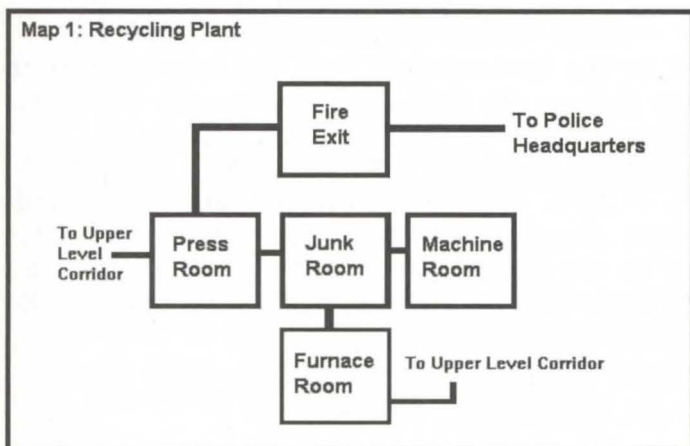 Map 1: Recycling Plant
Fire
Exit
To Police
Headquarters
To Upper
Level
Corridor
Press
Room
Junk
Room
Machine
Room
Furnace
Room
To Upper Level Corridor